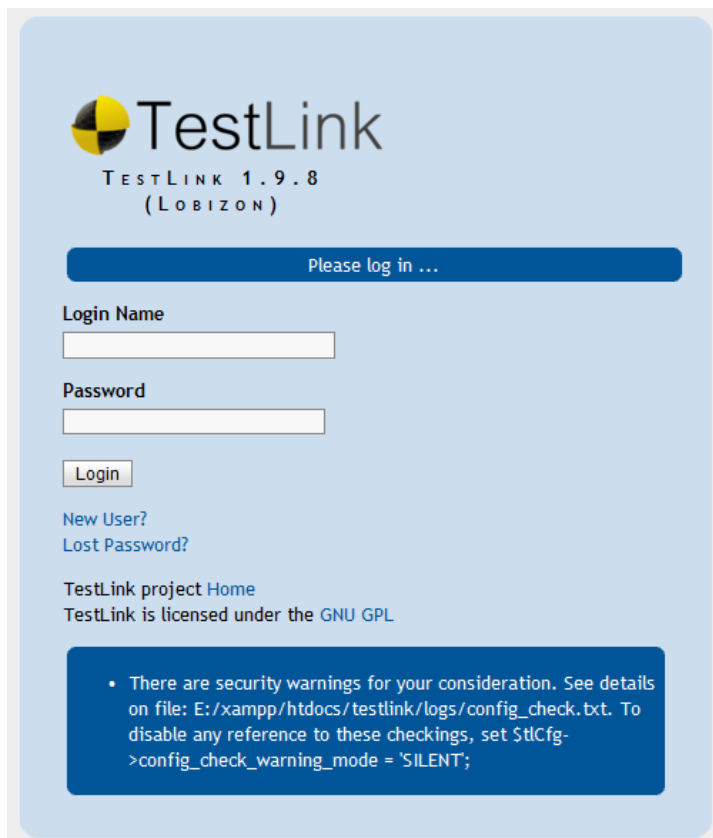 TestLink
TestLink 1.9.8
(Lobizon)
Please log in ...
Login Name
Password
Login
New User?
Lost Password?
TestLink project Home
TestLink is licensed under the GNU GPL
• There are security warnings for your consideration. See details
on file: E:/xampp/htdocs/testlink/logs/config_check.txt. To
disable any reference to these checkings, set $tlCfg-
>config_check_warning_mode = 'SILENT';